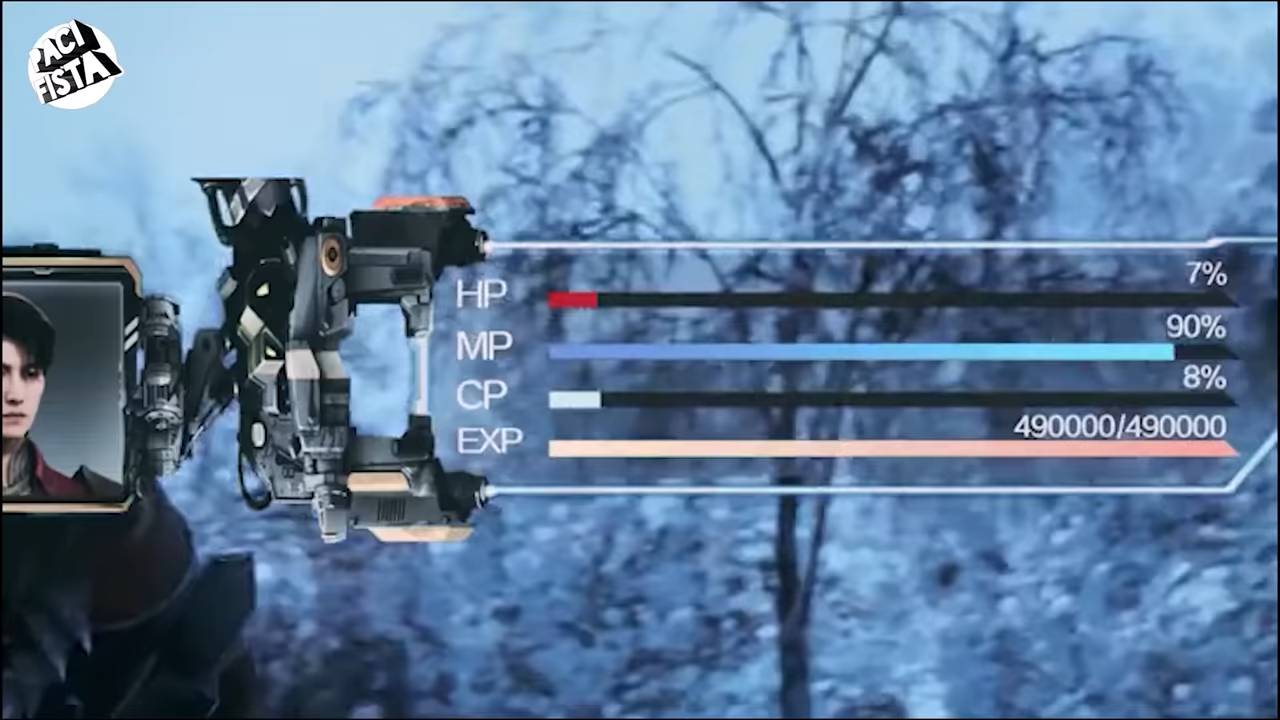 PACI
FISTA
7%
HP
90%
MP
8%
CP
490000/490000
EXP